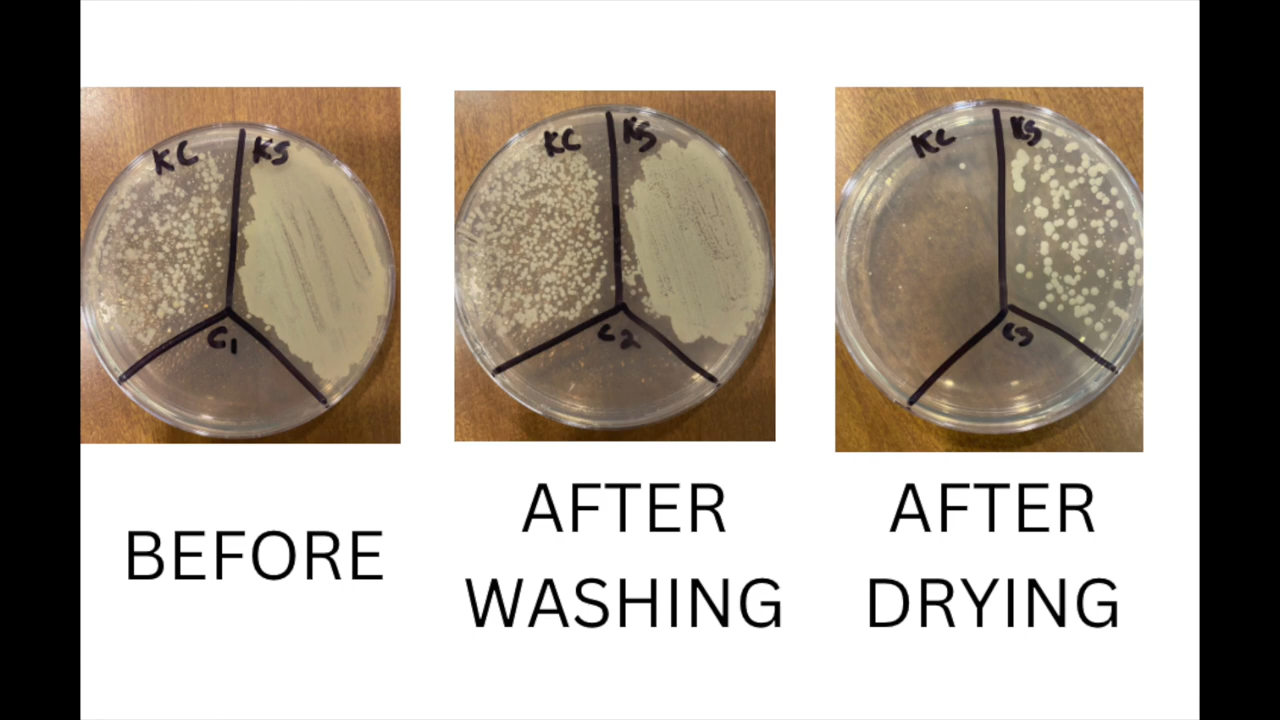 KC KS
C1
BEFORE
KC KS
C2
AFTER
WASHING
KC KS
C3
AFTER
DRYING